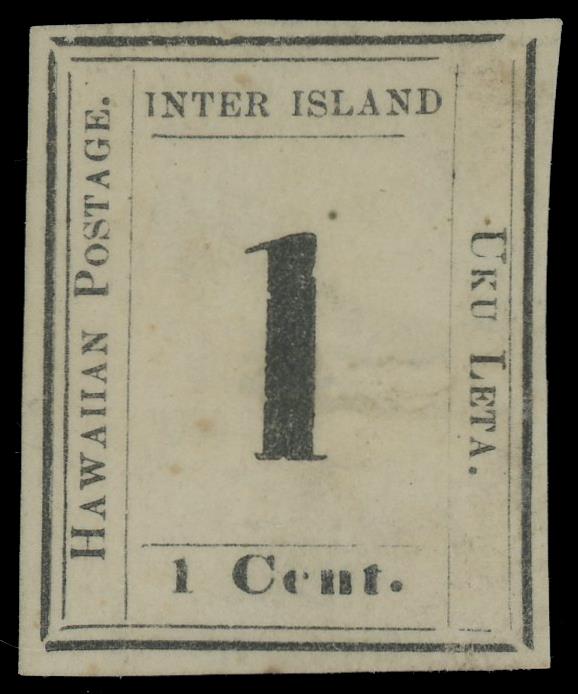 INTER ISLAND
HAWAIIAN POSTAGE.
1
UKU LETA.
1 Cent.